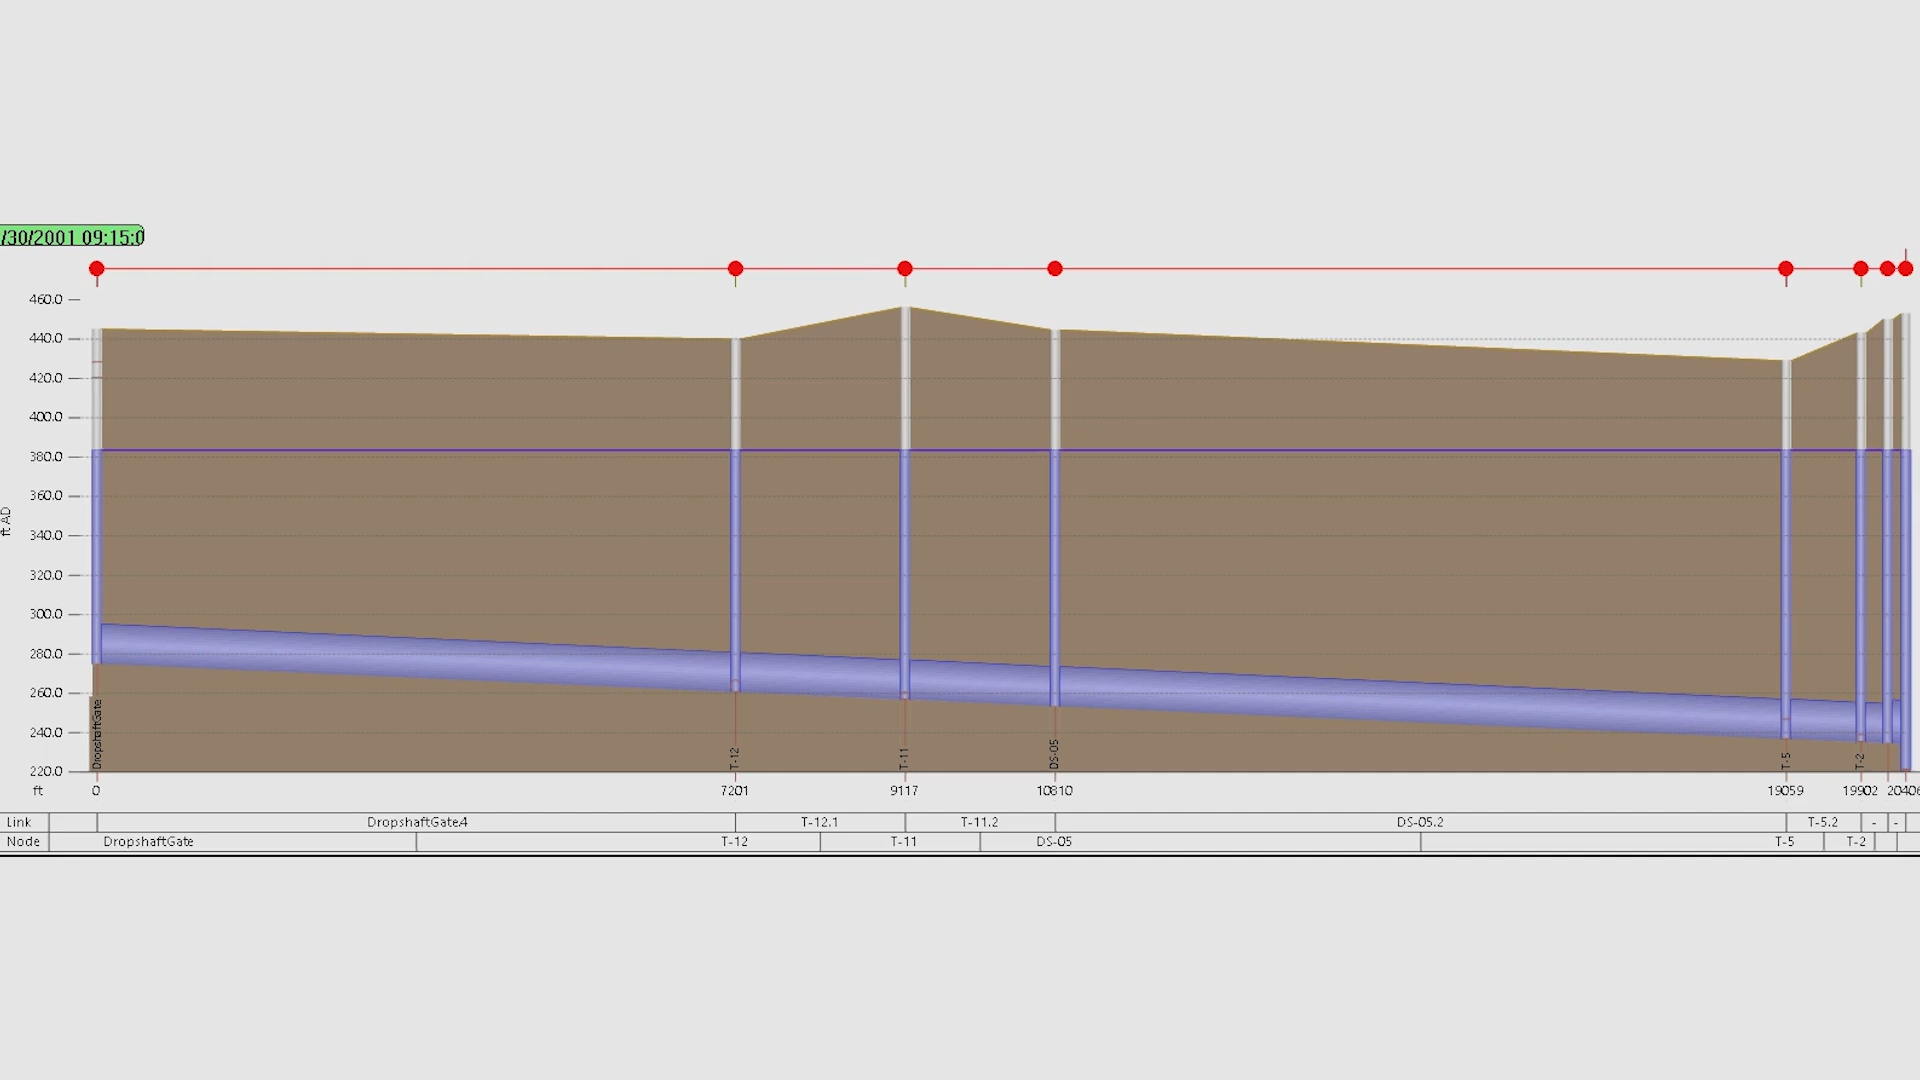 /30/2001 09:15:0
460.0
440.0
420.0
400.0
380.0
360.0
ft AD
340.0
320.0
300.0
280.0
260.0
240.0
220.0
DropshaftGate
T-12
T-11
DS-05
T-5
T-2
ft 0 7201 9117 10810 19059 19902 20406
Link DropshaftGate.4 T-12.1 T-11.2 DS-05.2 T-5.2 - -
Node DropshaftGate T-12 T-11 DS-05 T-5 T-2